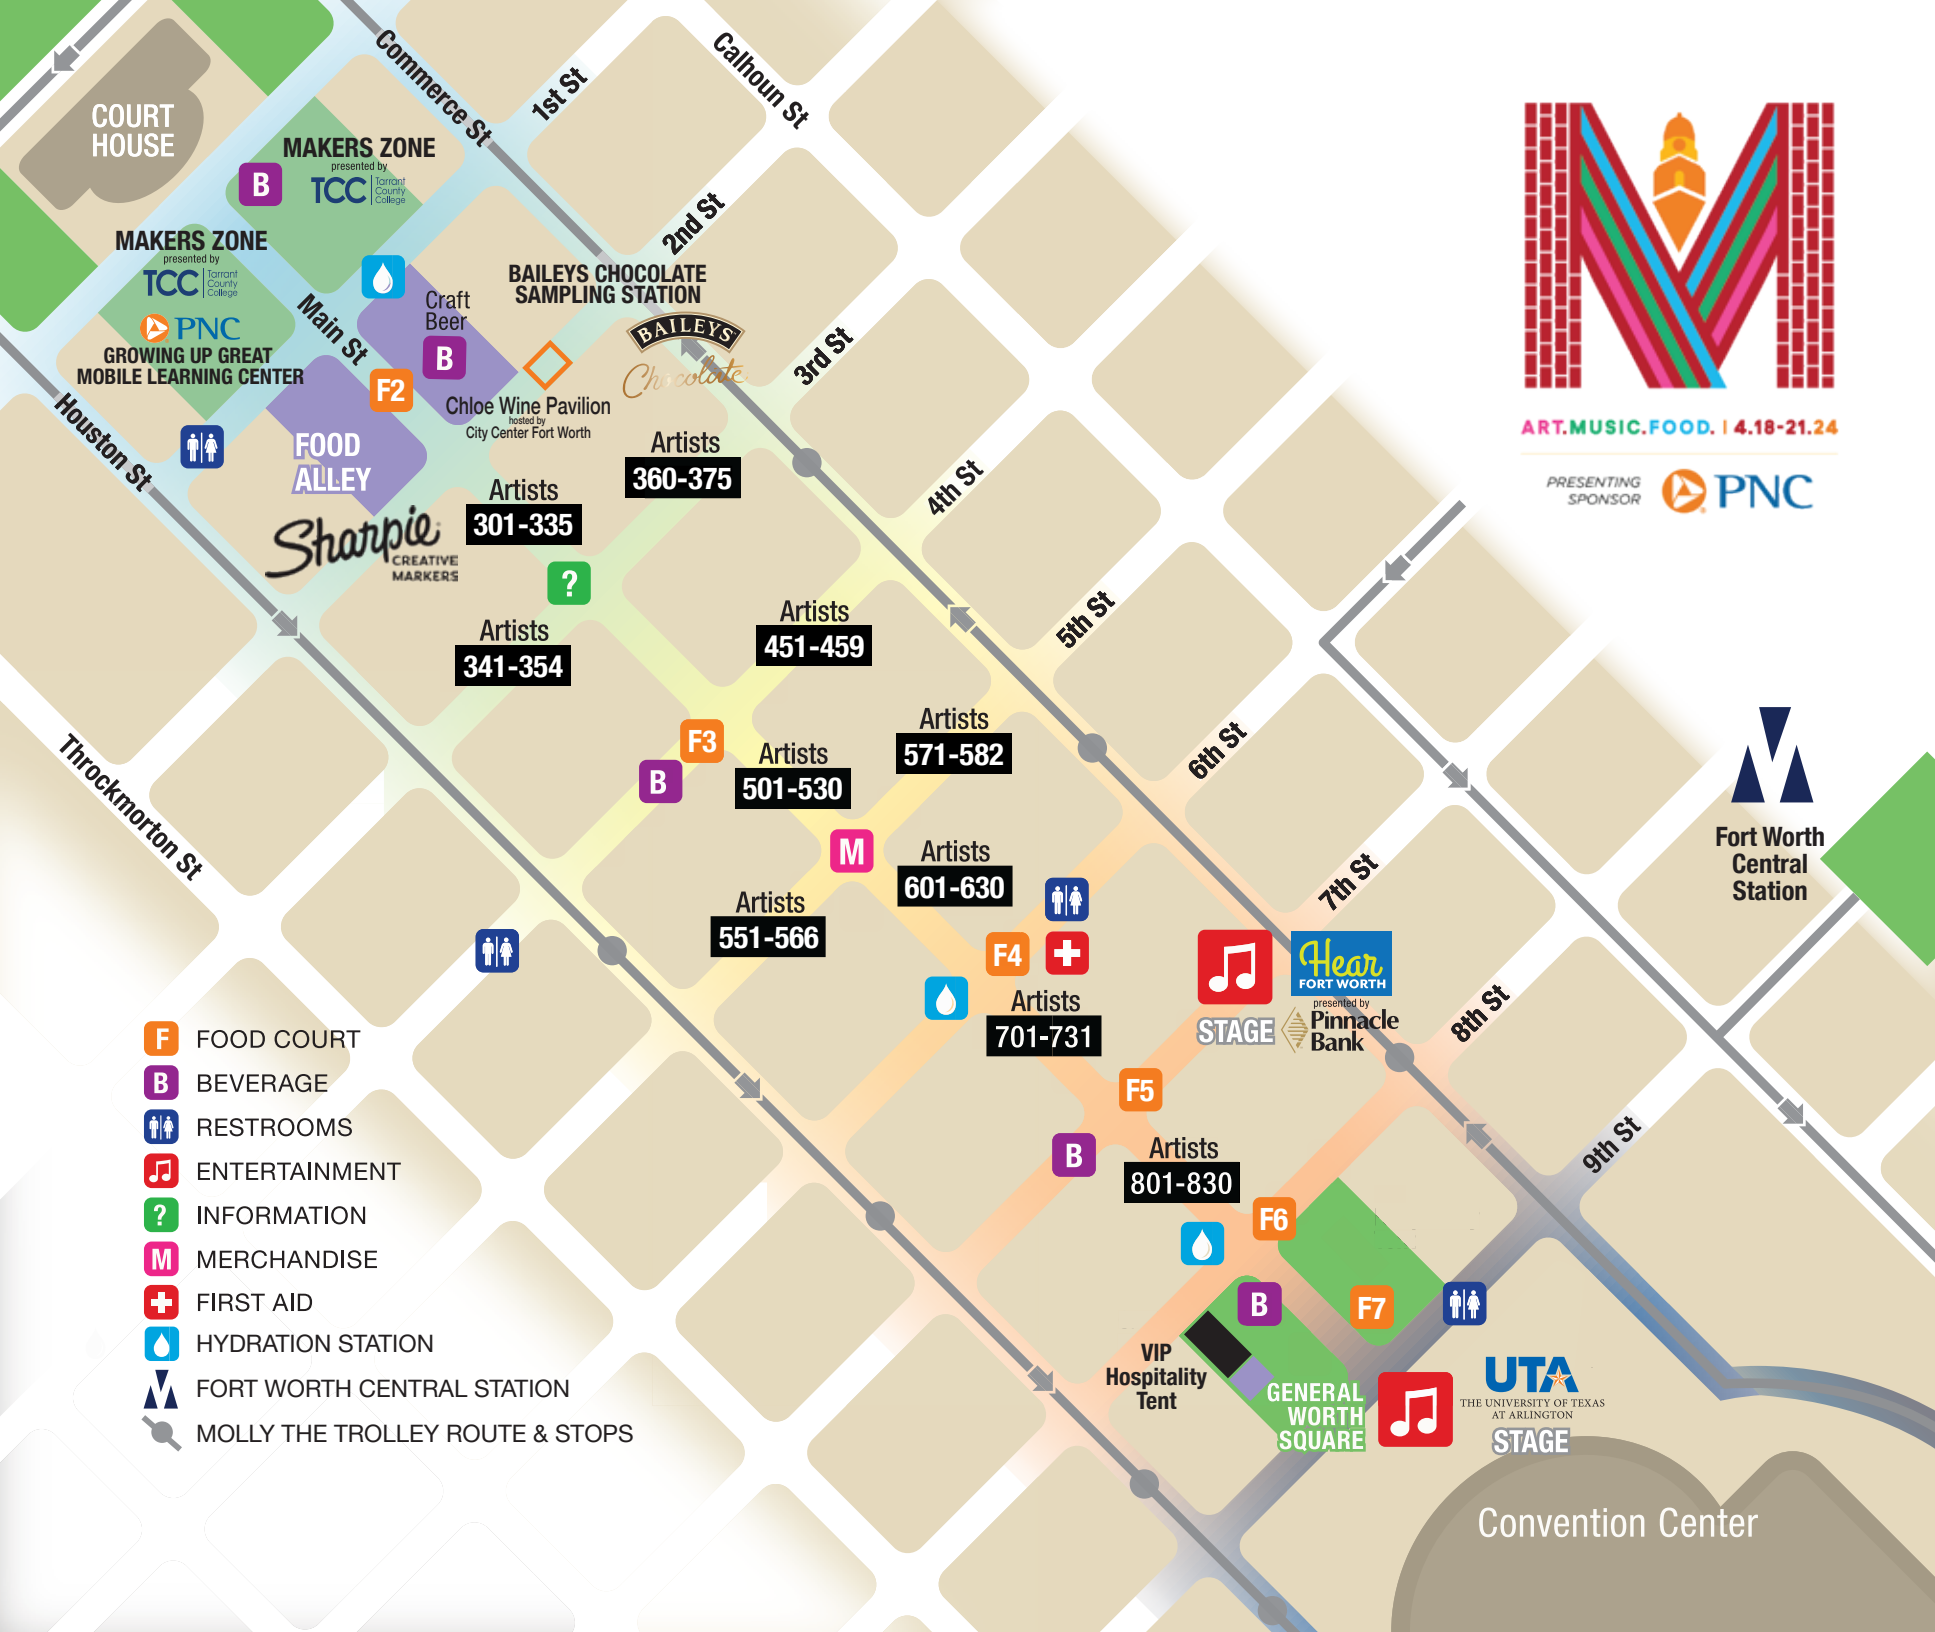 Commerce St
1st St
Calhoun St
COURT
HOUSE
MAKERS ZONE
presented by
TCC Tarrant
County
College
B
2nd St
MAKERS ZONE
presented by
TCC Tarrant
County
College
PNC
GROWING UP GREAT
MOBILE LEARNING CENTER
Main St
Craft
Beer
B
F2
BAILEYS CHOCOLATE
SAMPLING STATION
BAILEYS
Chocolate
3rd St
Chloe Wine Pavilion
hosted by
City Center Fort Worth
Houston St
FOOD
ALLEY
Sharpie
CREATIVE
MARKERS
Artists
360-375
Artists
301-335
4th St
?
Artists
341-354
Artists
451-459
5th St
ART.MUSIC.FOOD. | 4.18-21.24
PRESENTING
SPONSOR
PNC
Throckmorton St
F3
B
Artists
501-530
Artists
571-582
6th St
M
Artists
601-630
Artists
551-566
7th St
Fort Worth
Central
Station
F4
Artists
701-731
STAGE
Hear
FORT WORTH
presented by
Pinnacle
Bank
8th St
F5
B
Artists
801-830
9th St
F6
B
F7
VIP
Hospitality
Tent
GENERAL
WORTH
SQUARE
UTA
THE UNIVERSITY OF TEXAS
AT ARLINGTON
STAGE
Convention Center
F FOOD COURT
B BEVERAGE
RESTROOMS
ENTERTAINMENT
? INFORMATION
M MERCHANDISE
FIRST AID
HYDRATION STATION
FORT WORTH CENTRAL STATION
MOLLY THE TROLLEY ROUTE & STOPS